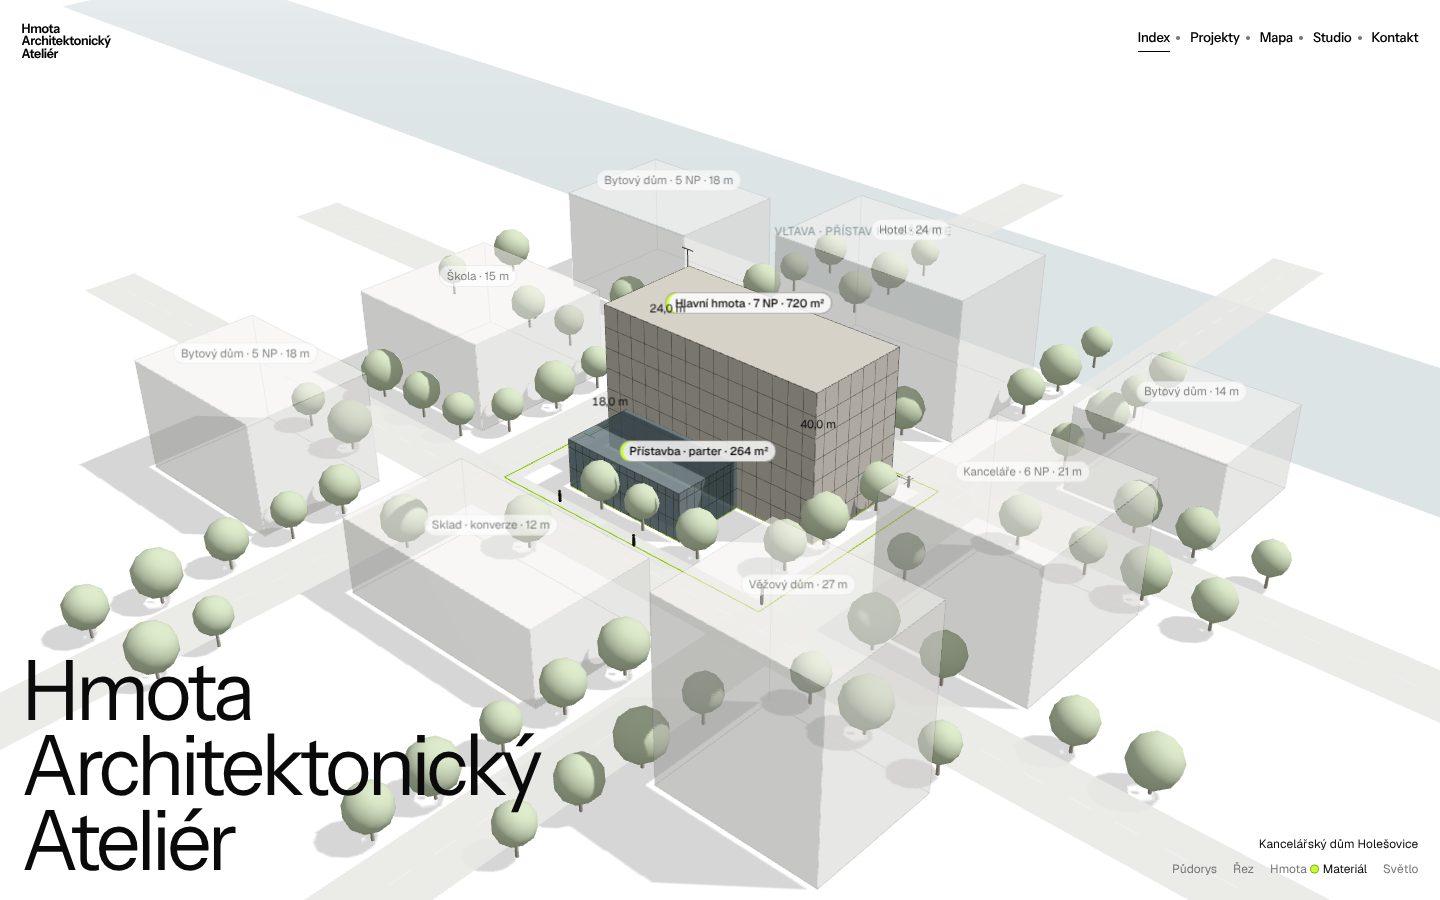 Hmota
Architektonický
Ateliér
Index • Projekty • Mapa • Studio • Kontakt
Bytový dům · 5 NP · 18 m
VLTAVA · PŘÍSTAV
Hotel · 24 m
Škola · 15 m
Hlavní hmota · 7 NP · 720 m²
24,0 m
Bytový dům · 5 NP · 18 m
Bytový dům · 14 m
18,0 m
40,0 m
Přístavba · parter · 264 m²
Kanceláře · 6 NP · 21 m
Sklad · konverze · 12 m
Věžový dům · 27 m
Hmota
Architektonický
Ateliér
Kancelářský dům Holešovice
Půdorys Řez Hmota Materiál Světlo